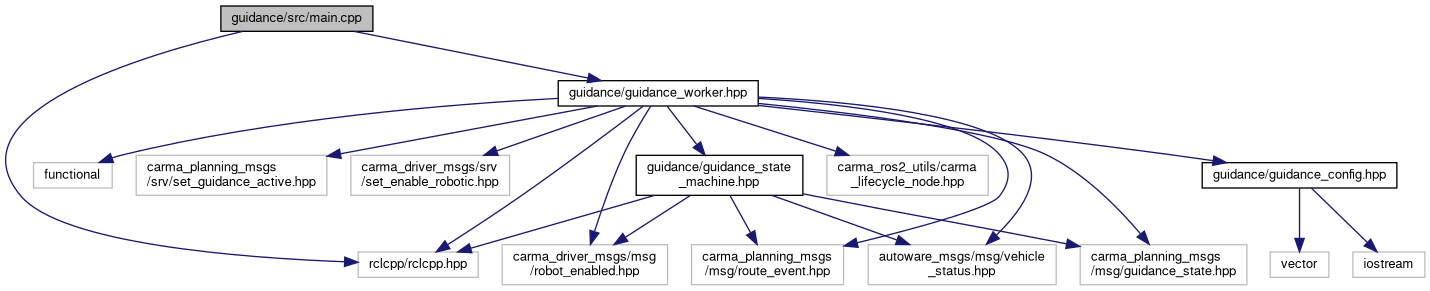 guidance/src/main.cpp
guidance/guidance_worker.hpp
functional
carma_planning_msgs
/srv/set_guidance_active.hpp
carma_driver_msgs/srv
/set_enable_robotic.hpp
guidance/guidance_state
_machine.hpp
carma_ros2_utils/carma
_lifecycle_node.hpp
guidance/guidance_config.hpp
rclcpp/rclcpp.hpp
carma_driver_msgs/msg
/robot_enabled.hpp
carma_planning_msgs
/msg/route_event.hpp
autoware_msgs/msg/vehicle
_status.hpp
carma_planning_msgs
/msg/guidance_state.hpp
vector
iostream